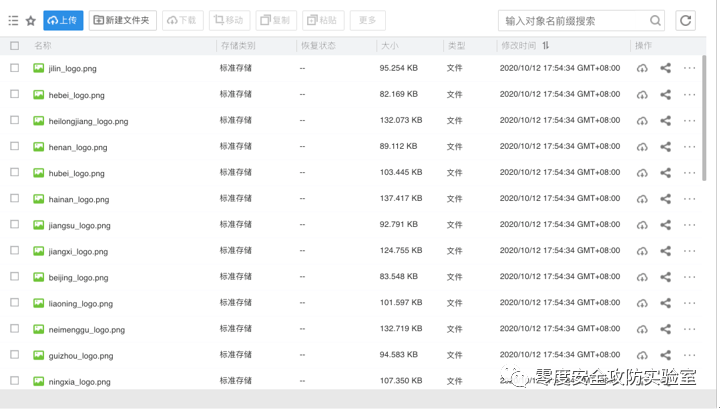 上传 新建文件夹 下载 移动 复制 粘贴 更多 输入对象名前缀搜索
名称 存储类别 恢复状态 大小 类型 修改时间 操作
jilin_logo.png 标准存储 -- 95.254 KB 文件 2020/10/12 17:54:34 GMT+08:00
hebei_logo.png 标准存储 -- 82.169 KB 文件 2020/10/12 17:54:34 GMT+08:00
heilongjiang_logo.png 标准存储 -- 132.073 KB 文件 2020/10/12 17:54:34 GMT+08:00
henan_logo.png 标准存储 -- 89.112 KB 文件 2020/10/12 17:54:34 GMT+08:00
hubei_logo.png 标准存储 -- 103.445 KB 文件 2020/10/12 17:54:34 GMT+08:00
hainan_logo.png 标准存储 -- 137.417 KB 文件 2020/10/12 17:54:34 GMT+08:00
jiangsu_logo.png 标准存储 -- 92.791 KB 文件 2020/10/12 17:54:34 GMT+08:00
jiangxi_logo.png 标准存储 -- 124.755 KB 文件 2020/10/12 17:54:34 GMT+08:00
beijing_logo.png 标准存储 -- 83.548 KB 文件 2020/10/12 17:54:34 GMT+08:00
liaoning_logo.png 标准存储 -- 101.597 KB 文件 2020/10/12 17:54:34 GMT+08:00
neimenggu_logo.png 标准存储 -- 132.719 KB 文件 2020/10/12 17:54:34 GMT+08:00
guizhou_logo.png 标准存储 -- 94.583 KB 文件 2020/10/12 17:54:34 GMT+08:00
ningxia_logo.png 标准存储 -- 107.350 KB 文件
零度安全攻防实验室